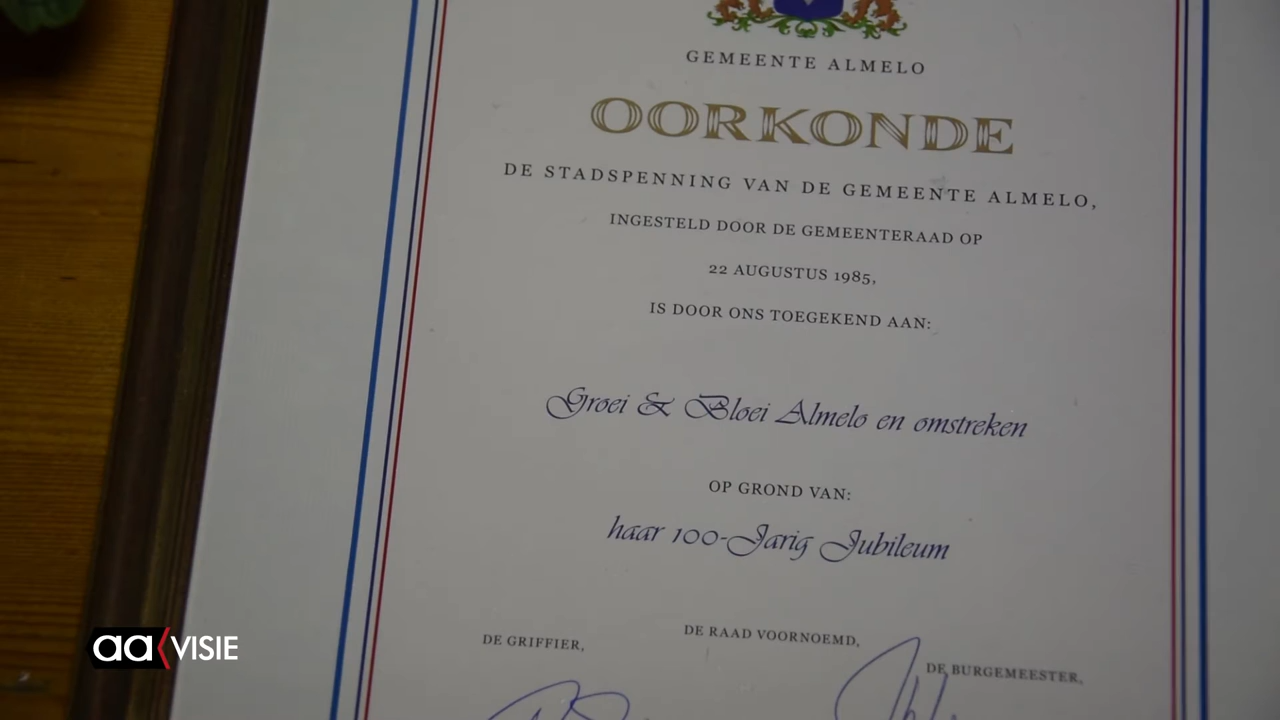 GEMEENTE ALMELO
OORKONDE
DE STADSPENNING VAN DE GEMEENTE ALMELO,
INGESTELD DOOR DE GEMEENTERAAD OP
22 AUGUSTUS 1985,
IS DOOR ONS TOEGEKEND AAN:
Groei & Bloei Almelo en omstreken
OP GROND VAN:
haar 100-Jarig Jubileum
DE RAAD VOORNOEMD,
DE GRIFFIER,
DE BURGEMEESTER,
aa VISIE